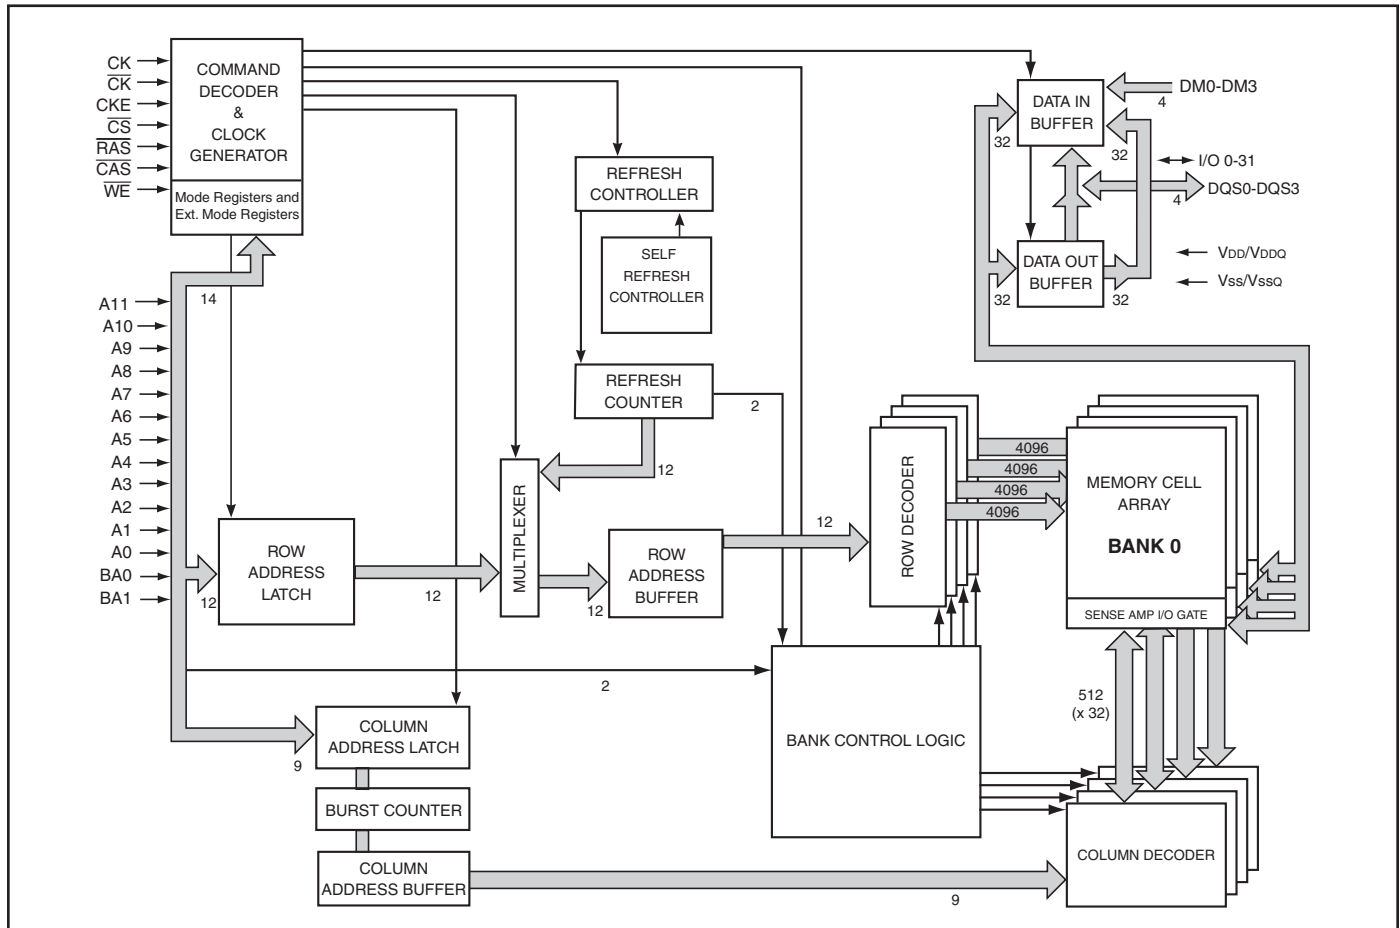 CK
CK
CKE
CS
RAS
CAS
WE
COMMAND
DECODER
&
CLOCK
GENERATOR
Mode Registers and
Ext. Mode Registers
14
A11
A10
A9
A8
A7
A6
A5
A4
A3
A2
A1
A0
BA0
BA1
12
ROW
ADDRESS
LATCH
12
MULTIPLEXER
12
REFRESH
CONTROLLER
SELF
REFRESH
CONTROLLER
REFRESH
COUNTER
2
12
ROW
ADDRESS
BUFFER
12
ROW DECODER
4096
4096
4096
4096
MEMORY CELL
ARRAY
BANK 0
SENSE AMP I/O GATE
DATA IN
BUFFER
DM0-DM3
4
32
32
I/O 0-31
DQS0-DQS3
4
DATA OUT
BUFFER
32
32
VDD/VDDQ
VSS/VSSQ
2
BANK CONTROL LOGIC
512
(x 32)
COLUMN DECODER
9
COLUMN
ADDRESS LATCH
BURST COUNTER
COLUMN
ADDRESS BUFFER
9